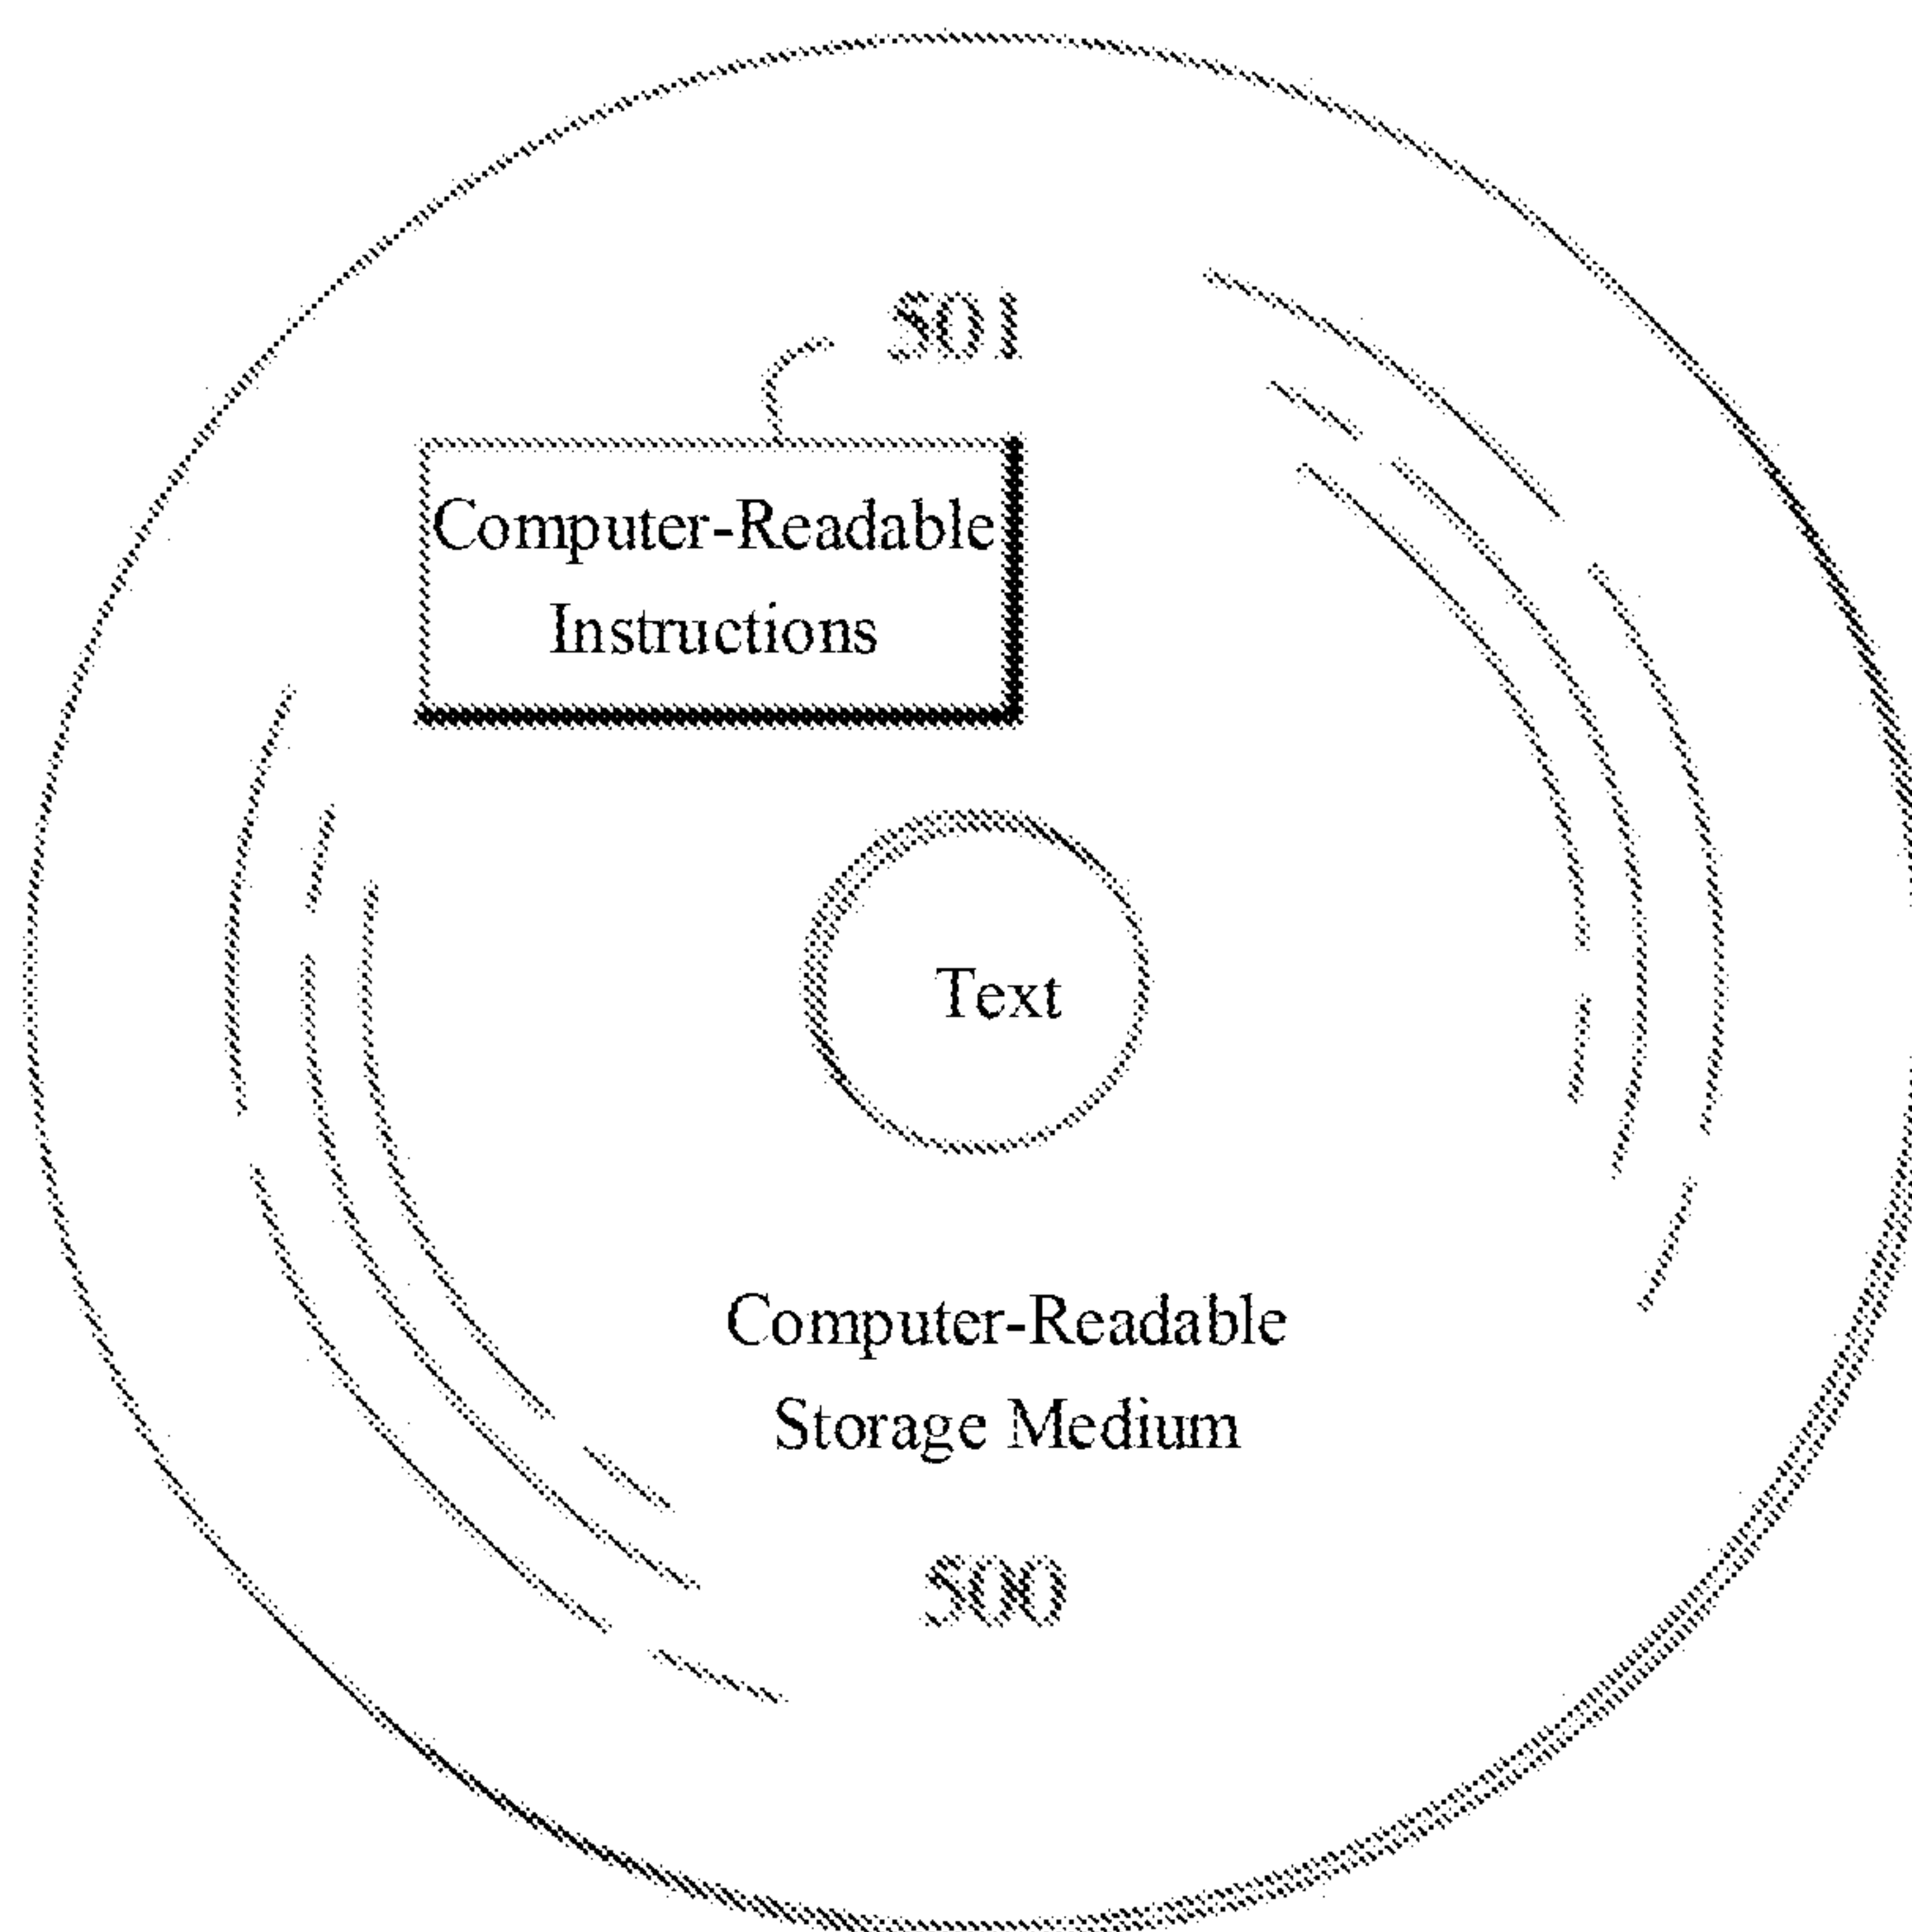 501
Computer-Readable
Instructions
Text
Computer-Readable
Storage Medium
500